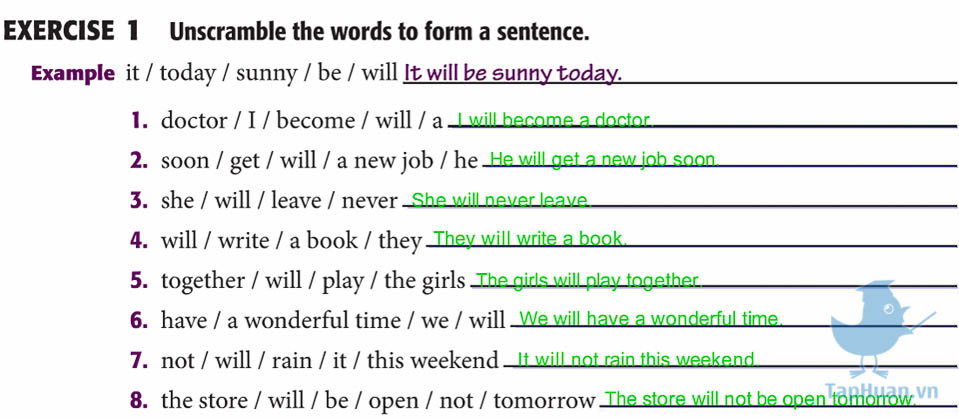 EXERCISE 1 Unscramble the words to form a sentence.
Example it / today / sunny / be / will It will be sunny today.
1. doctor / I / become / will / a I will become a doctor.
2. soon / get / will / a new job / he He will get a new job soon.
3. she / will / leave / never She will never leave.
4. will / write / a book / they They will write a book.
5. together / will / play / the girls The girls will play together.
6. have / a wonderful time / we / will We will have a wonderful time.
7. not / will / rain / it / this weekend It will not rain this weekend.
TapHuan.vn
8. the store / will / be / open / not / tomorrow The store will not be open tomorrow.